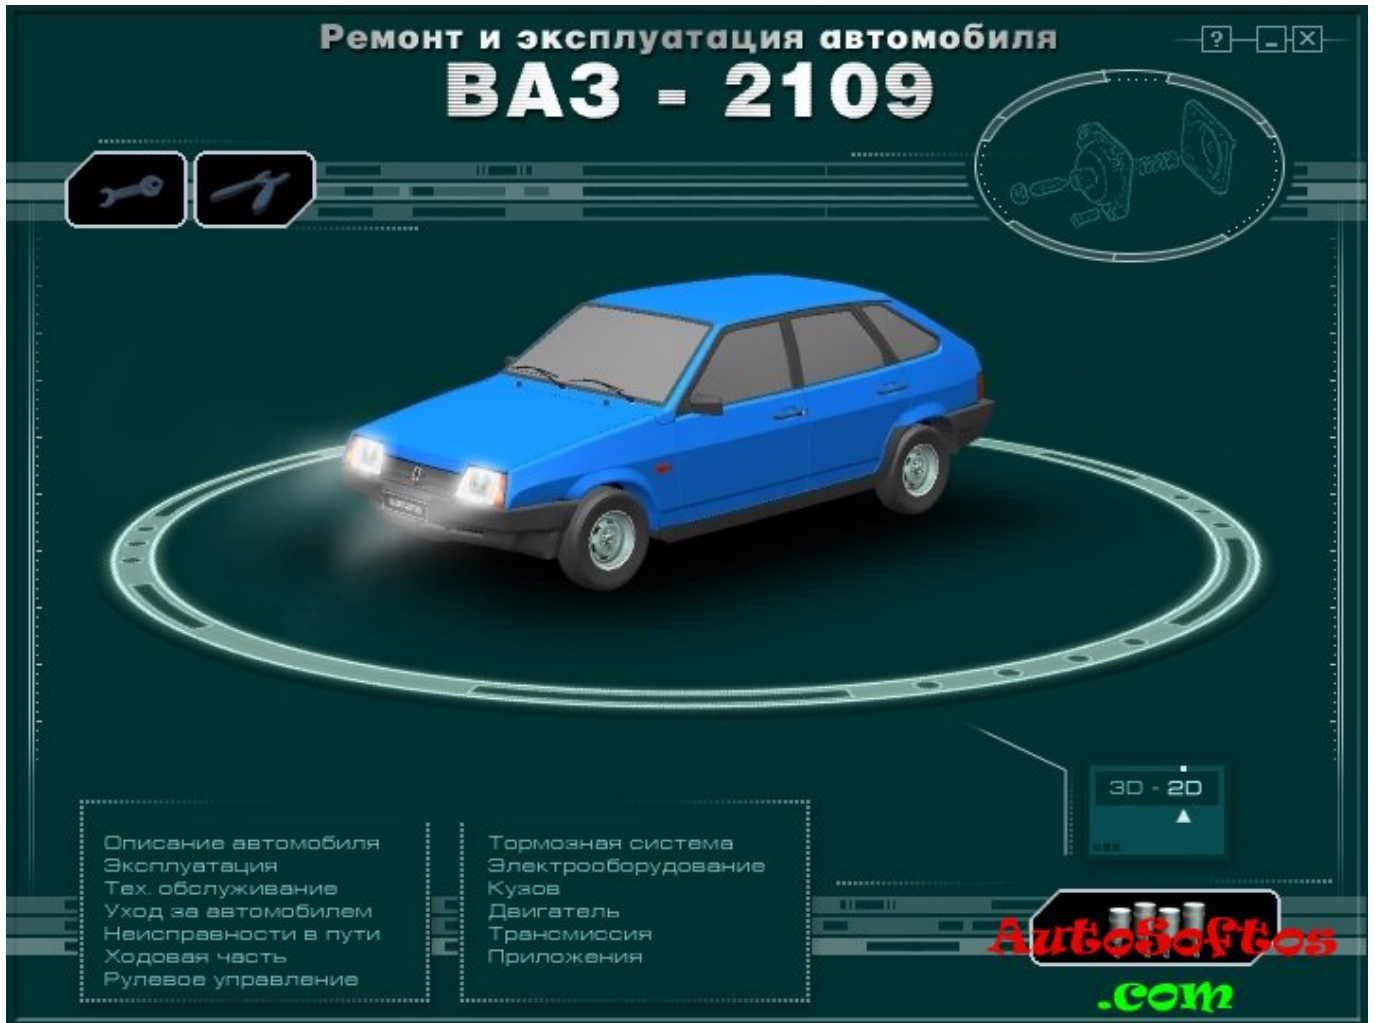 Ремонт и эксплуатация автомобиля
ВАЗ - 2109
?
3D - 2D
Описание автомобиля
Эксплуатация
Тех. обслуживание
Уход за автомобилем
Неисправности в пути
Ходовая часть
Рулевое управление
Тормозная система
Электрооборудование
Кузов
Двигатель
Трансмиссия
Приложения
AutoSoftos
.com